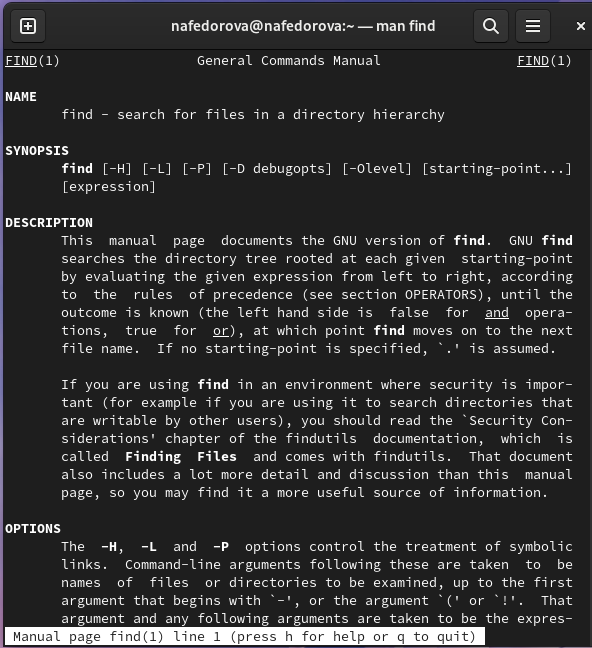 nafedorova@nafedorova:~ — man find
FIND(1) General Commands Manual FIND(1)
NAME
find - search for files in a directory hierarchy
SYNOPSIS
find [-H] [-L] [-P] [-D debugopts] [-Olevel] [starting-point...]
[expression]
DESCRIPTION
This manual page documents the GNU version of find. GNU find
searches the directory tree rooted at each given starting-point
by evaluating the given expression from left to right, according
to the rules of precedence (see section OPERATORS), until the
outcome is known (the left hand side is false for and opera-
tions, true for or), at which point find moves on to the next
file name. If no starting-point is specified, `.' is assumed.
If you are using find in an environment where security is impor-
tant (for example if you are using it to search directories that
are writable by other users), you should read the `Security Con-
siderations' chapter of the findutils documentation, which is
called Finding Files and comes with findutils. That document
also includes a lot more detail and discussion than this manual
page, so you may find it a more useful source of information.
OPTIONS
The -H, -L and -P options control the treatment of symbolic
links. Command-line arguments following these are taken to be
names of files or directories to be examined, up to the first
argument that begins with `-', or the argument `(' or `!'. That
argument and any following arguments are taken to be the expres-
Manual page find(1) line 1 (press h for help or q to quit)